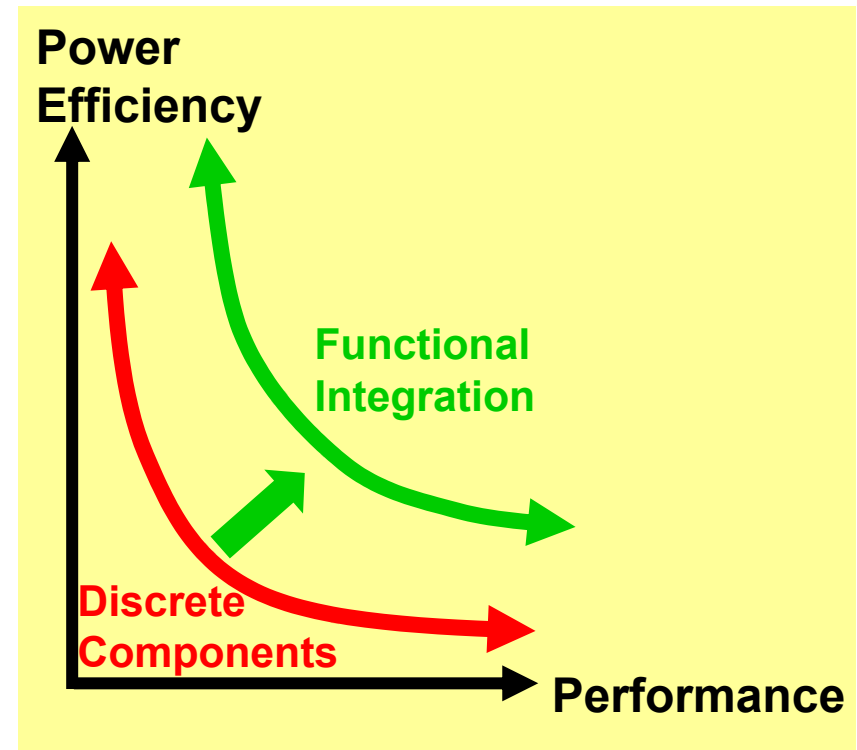 Power
Efficiency
Functional
Integration
Discrete
Components
Performance